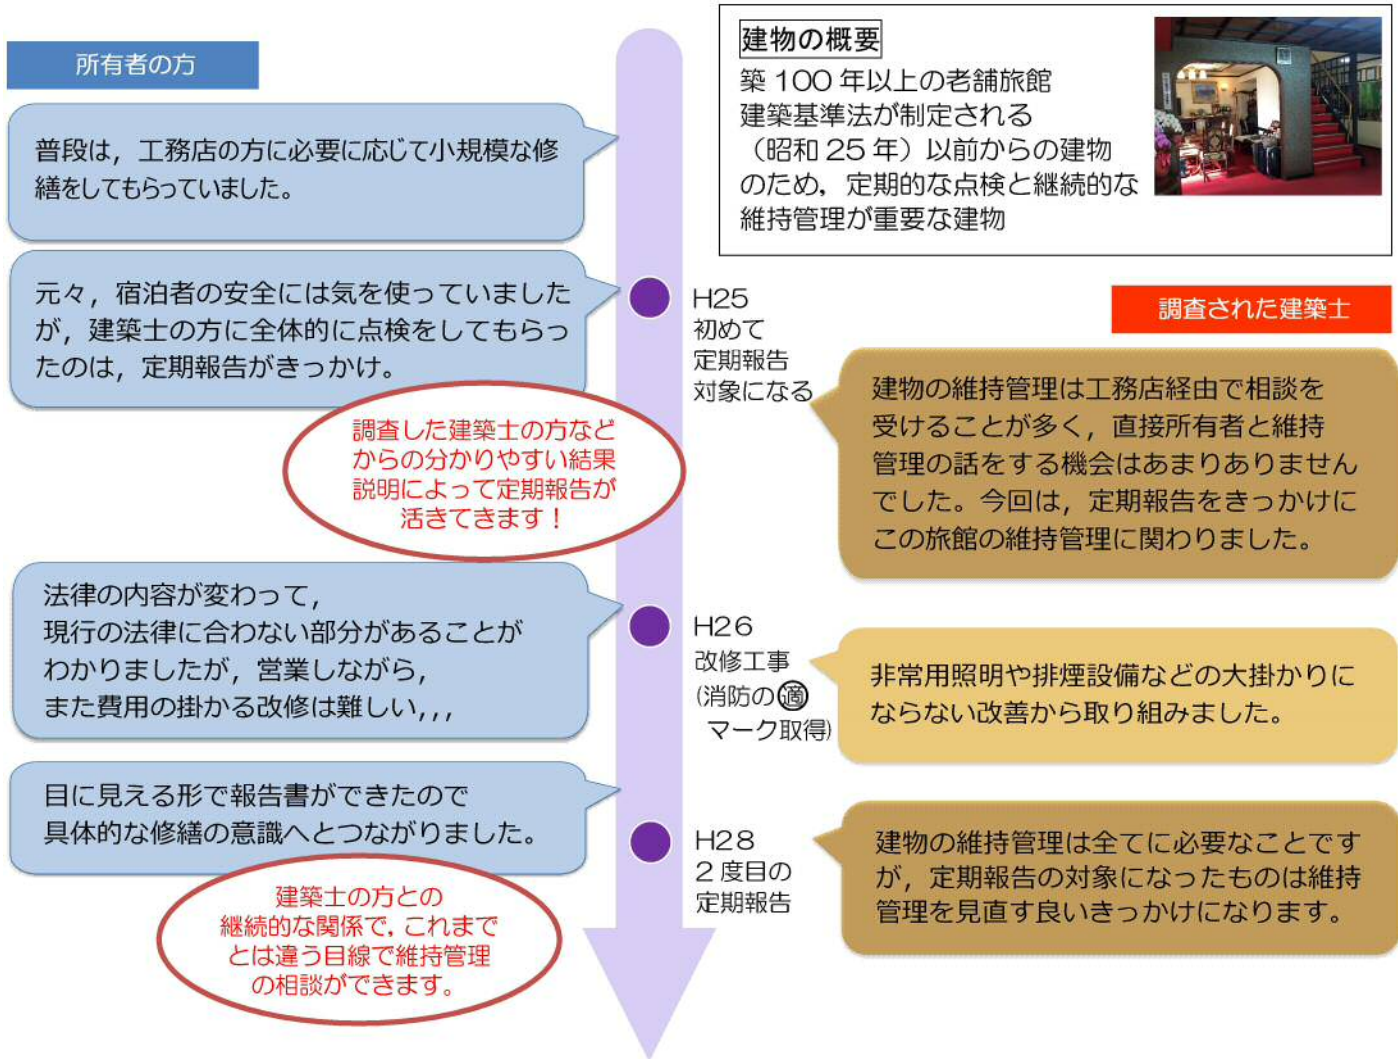 所有者の方
普段は，工務店の方に必要に応じて小規模な修
繕をしてもらっていました。
元々，宿泊者の安全には気を使っていました
が，建築士の方に全体的に点検をしてもらっ
たのは，定期報告がきっかけ。
調査した建築士の方など
からの分かりやすい結果
説明によって定期報告が
活きてきます！
法律の内容が変わって，
現行の法律に合わない部分があることが
わかりましたが，営業しながら，
また費用の掛かる改修は難しい，，，
目に見える形で報告書ができたので
具体的な修繕の意識へとつながりました。
建築士の方との
継続的な関係で，これまで
とは違う目線で維持管理
の相談ができます。
建物の概要
築 100 年以上の老舗旅館
建築基準法が制定される
（昭和 25 年）以前からの建物
のため，定期的な点検と継続的な
維持管理が重要な建物
H25
初めて
定期報告
対象になる
H26
改修工事
(消防の適
マーク取得)
H28
２度目の
定期報告
調査された建築士
建物の維持管理は工務店経由で相談を
受けることが多く，直接所有者と維持
管理の話をする機会はあまりありません
でした。今回は，定期報告をきっかけに
この旅館の維持管理に関わりました。
非常用照明や排煙設備などの大掛かりに
ならない改善から取り組みました。
建物の維持管理は全てに必要なことです
が，定期報告の対象になったものは維持
管理を見直す良いきっかけになります。